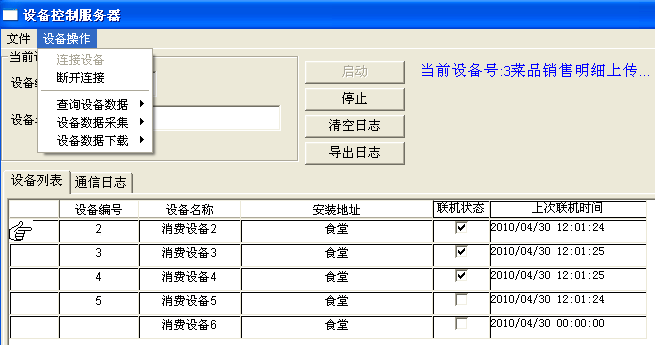 设备控制服务器
文件 设备操作
当前设
连接设备
断开连接
查询设备数据
设备数据采集
设备数据下载
设备
设备
启动
停止
清空日志
导出日志
当前设备号:3菜品销售明细上传...
设备列表 通信日志
设备编号 设备名称 安装地址 联机状态 上次联机时间
2 消费设备2 食堂 2010/04/30 12:01:24
3 消费设备3 食堂 2010/04/30 12:01:25
4 消费设备4 食堂 2010/04/30 12:01:25
5 消费设备5 食堂 2010/04/30 12:01:24
消费设备6 食堂 2010/04/30 00:00:00